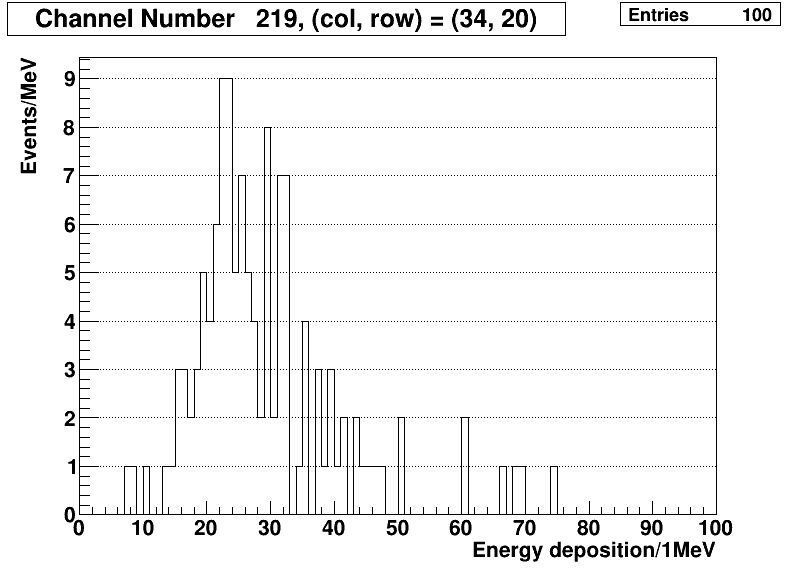 Channel Number 219, (col, row) = (34, 20)
Entries 100
Events/MeV
9
8
7
6
5
4
3
2
1
0
0 10 20 30 40 50 60 70 80 90 100
Energy deposition/1MeV